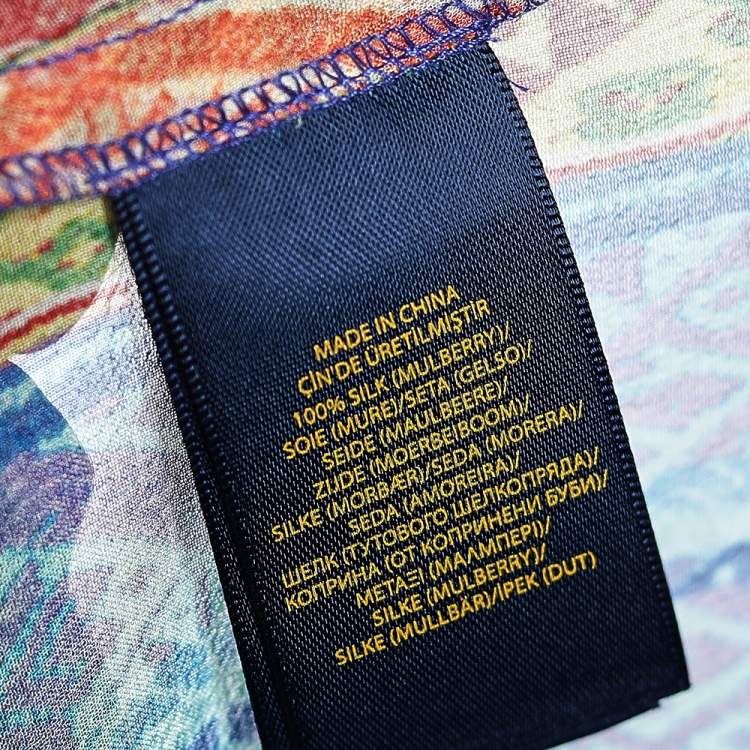 MADE IN CHINA
ÇİN'DE ÜRETİLMİŞTİR
100% SILK (MULBERRY)/
SOIE (MURE)/SETA (GELSO)/
SEIDE (MAULBEERE)/
ZIJDE (MOERBEIBOOM)/
SILKE (MORBÆR)/SEDA (MORERA)/
SEDA (AMOREIRA)/
ШЕЛК (ТУТОВОГО ШЕЛКОПРЯДА)/
КОПРИНА (ОТ КОПРИНЕНИ БУБИ)/
ΜΕΤΑΞΙ (ΜΑΛΜΠΕΡΙ)/
SILKE (MULBERRY)/
SILKE (MULLBÄR)/İPEK (DUT)